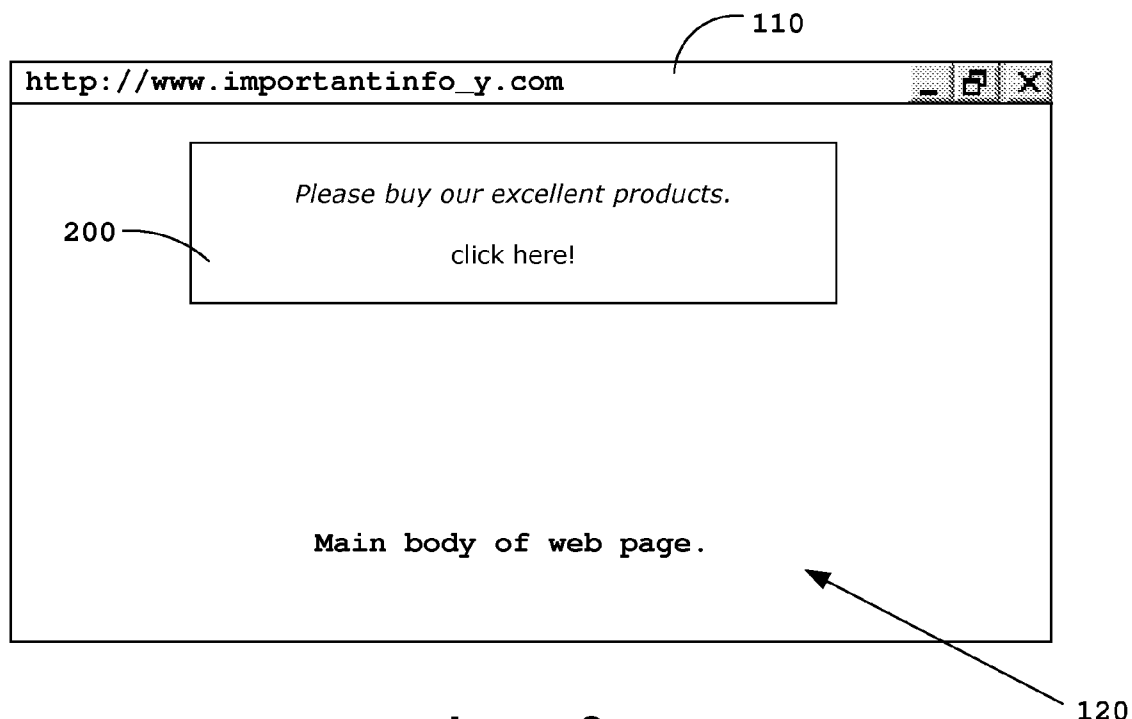 110
http://www.importantinfo_y.com
Please buy our excellent products.
200
click here!
Main body of web page.
120